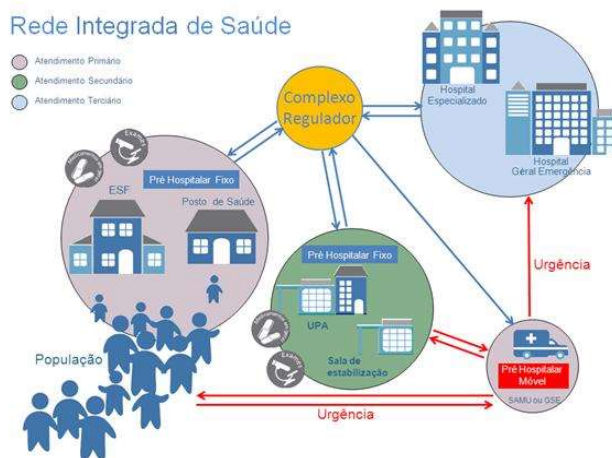 Rede Integrada de Saúde
Atendimento Primário
Atendimento Secundário
Atendimento Terciário
Complexo
Regulador
Hospital
Especializado
Hospital
Geral Emergência
Exames
Pré Hospitalar Fixo
ESF
Posto de Saúde
Pré Hospitalar Fixo
UPA
Sala de
estabilização
Exames
Urgência
População
Pré Hospitalar
Móvel
SAMU ou GSE
Urgência